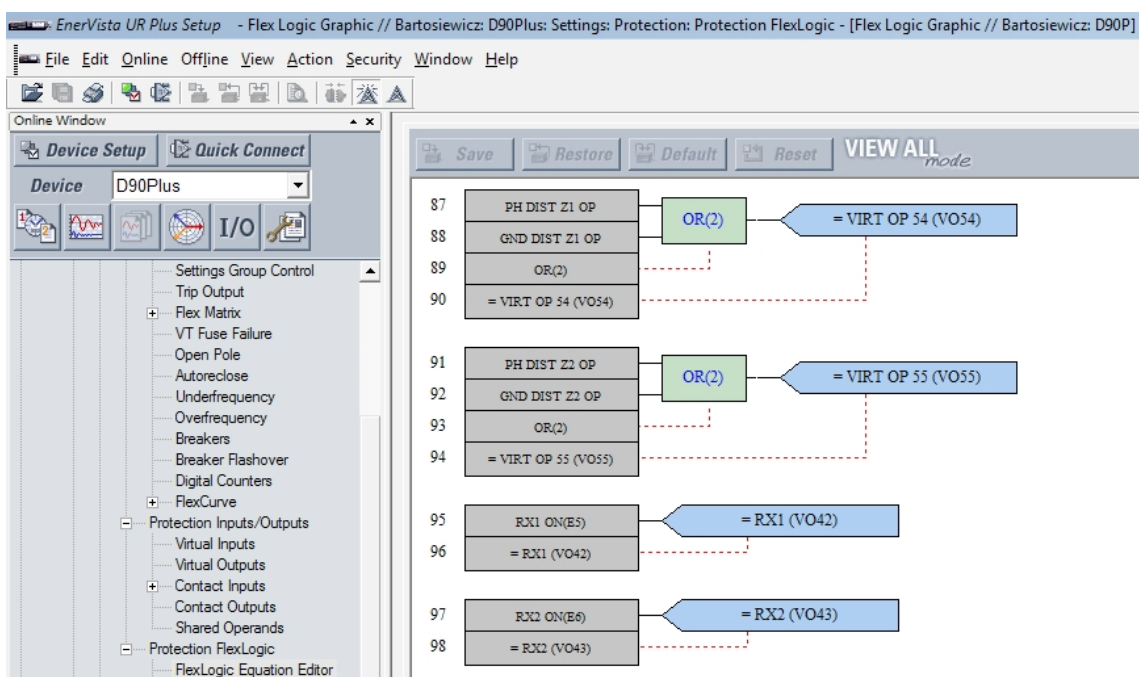 EnerVista UR Plus Setup - Flex Logic Graphic // Bartosiewicz: D90Plus: Settings: Protection: Protection FlexLogic - [Flex Logic Graphic // Bartosiewicz: D90P]
File Edit Online Offline View Action Security Window Help
Online Window
Device Setup Quick Connect
Device D90Plus
I/O
Settings Group Control
Trip Output
Flex Matrix
VT Fuse Failure
Open Pole
Autoreclose
Underfrequency
Overfrequency
Breakers
Breaker Flashover
Digital Counters
FlexCurve
Protection Inputs/Outputs
Virtual Inputs
Virtual Outputs
Contact Inputs
Contact Outputs
Shared Operands
Protection FlexLogic
FlexLogic Equation Editor
Save Restore Default Reset VIEW ALL mode
87 PH DIST Z1 OP OR(2) = VIRT OP 54 (VO54)
88 GND DIST Z1 OP
89 OR(2)
90 = VIRT OP 54 (VO54)
91 PH DIST Z2 OP OR(2) = VIRT OP 55 (VO55)
92 GND DIST Z2 OP
93 OR(2)
94 = VIRT OP 55 (VO55)
95 RX1 ON(E5) = RX1 (VO42)
96 = RX1 (VO42)
97 RX2 ON(E6) = RX2 (VO43)
98 = RX2 (VO43)